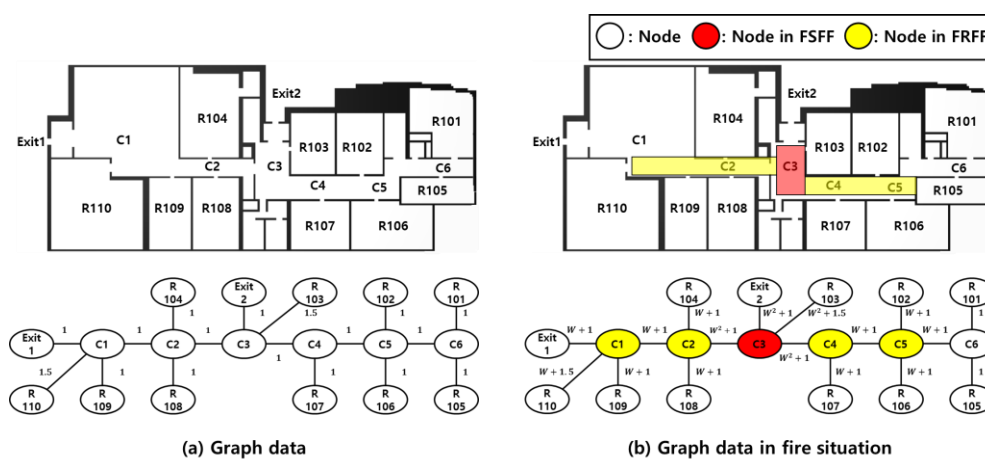 : Node
: Node in FSFF
: Node in FRFF
Exit2
R104
R101
Exit1
C1
R103
R102
C2
C3
C6
C4
C5
R105
R110
R109
R108
R107
R106
R
104
Exit
2
R
103
R
102
R
101
1
1
1.5
1
1
Exit
1
1
C1
1
C2
1
C3
1
C4
1
C5
1
C6
1.5
1
1
1
1
1
R
110
R
109
R
108
R
107
R
106
R
105
(a) Graph data
Exit2
R104
R101
Exit1
C1
R103
R102
C2
C3
C6
C4
C5
R105
R110
R109
R108
R107
R106
R
104
Exit
2
R
103
R
102
R
101
W + 1
W² + 1
W² + 1.5
W + 1
1
Exit
1
W + 1
C1
W + 1
C2
W² + 1
C3
W² + 1
C4
W + 1
C5
W + 1
C6
W + 1.5
W + 1
W + 1
W + 1
W + 1
1
R
110
R
109
R
108
R
107
R
106
R
105
(b) Graph data in fire situation